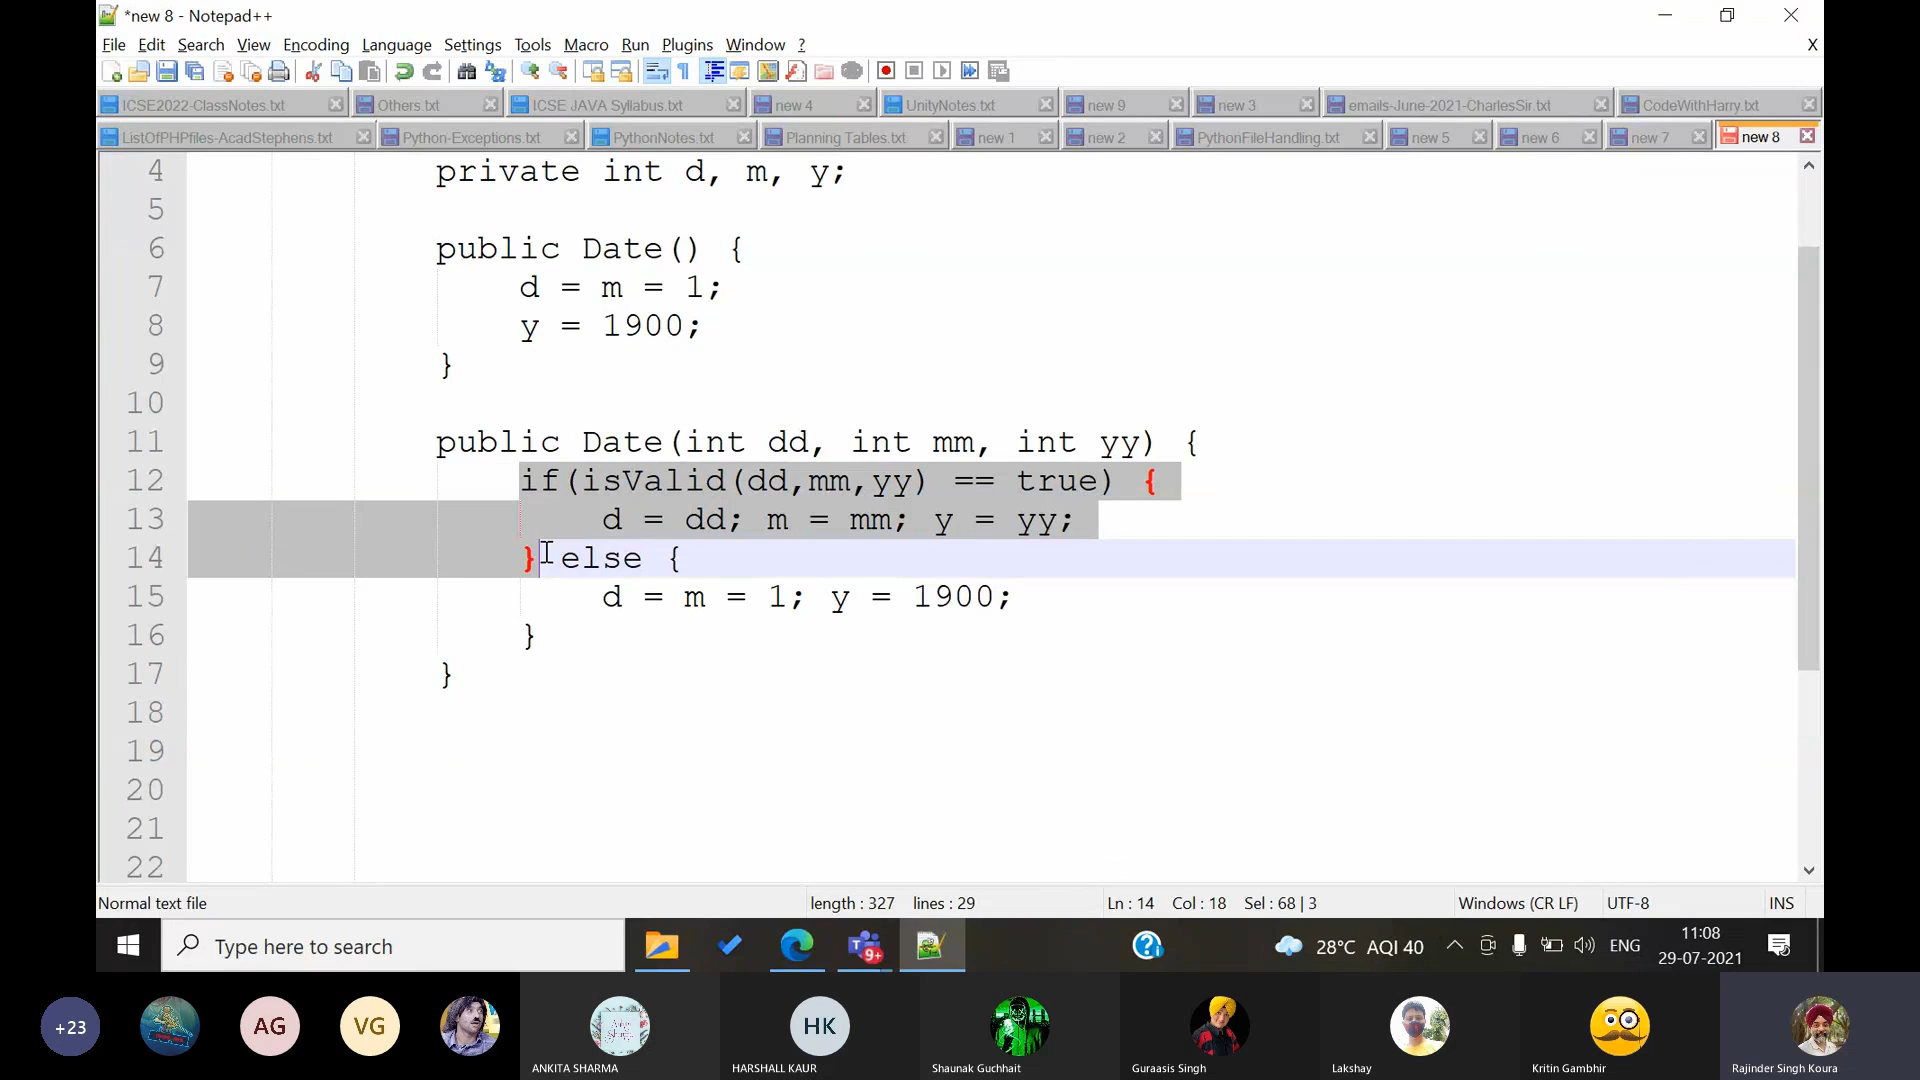 *new 8 - Notepad++
File Edit Search View Encoding Language Settings Tools Macro Run Plugins Window ? X
ICSE2022-ClassNotes.txt Others.txt ICSE JAVA Syllabus.txt new 4 UnityNotes.txt new 9 new 3 emails-June-2021-CharlesSir.txt CodeWithHarry.txt
ListOfPHPfiles-AcadStephens.txt Python-Exceptions.txt PythonNotes.txt Planning Tables.txt new 1 new 2 PythonFileHandling.txt new 5 new 6 new 7 new 8
4 private int d, m, y;
5
6 public Date() {
7 d = m = 1;
8 y = 1900;
9 }
10
11 public Date(int dd, int mm, int yy) {
12 if(isValid(dd,mm,yy) == true) {
13 d = dd; m = mm; y = yy;
14 } else {
15 d = m = 1; y = 1900;
16 }
17 }
18
19
20
21
22
Normal text file length : 327 lines : 29 Ln : 14 Col : 18 Sel : 68 | 3 Windows (CR LF) UTF-8 INS
Type here to search 9+ 28°C AQI 40 ENG 11:08
29-07-2021
+23 AG VG HK
ANKITA SHARMA HARSHALL KAUR Shaunak Guchhait Guraasis Singh Lakshay Kritin Gambhir Rajinder Singh Koura